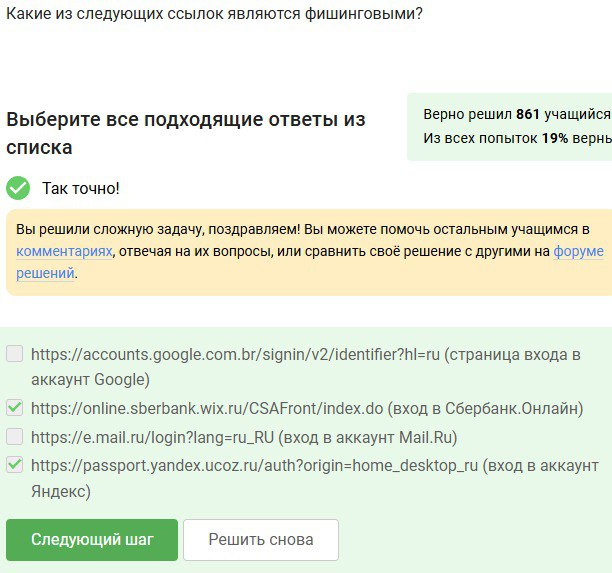 Какие из следующих ссылок являются фишинговыми?
Выберите все подходящие ответы из
списка
Верно решил 861 учащийся
Из всех попыток 19% верны
Так точно!
Вы решили сложную задачу, поздравляем! Вы можете помочь остальным учащимся в
комментариях, отвечая на их вопросы, или сравнить своё решение с другими на форуме
решений.
https://accounts.google.com.br/signin/v2/identifier?hl=ru (страница входа в
аккаунт Google)
https://online.sberbank.wix.ru/CSAFront/index.do (вход в Сбербанк.Онлайн)
https://e.mail.ru/login?lang=ru_RU (вход в аккаунт Mail.Ru)
https://passport.yandex.ucoz.ru/auth?origin=home_desktop_ru (вход в аккаунт
Яндекс)
Следующий шаг
Решить снова